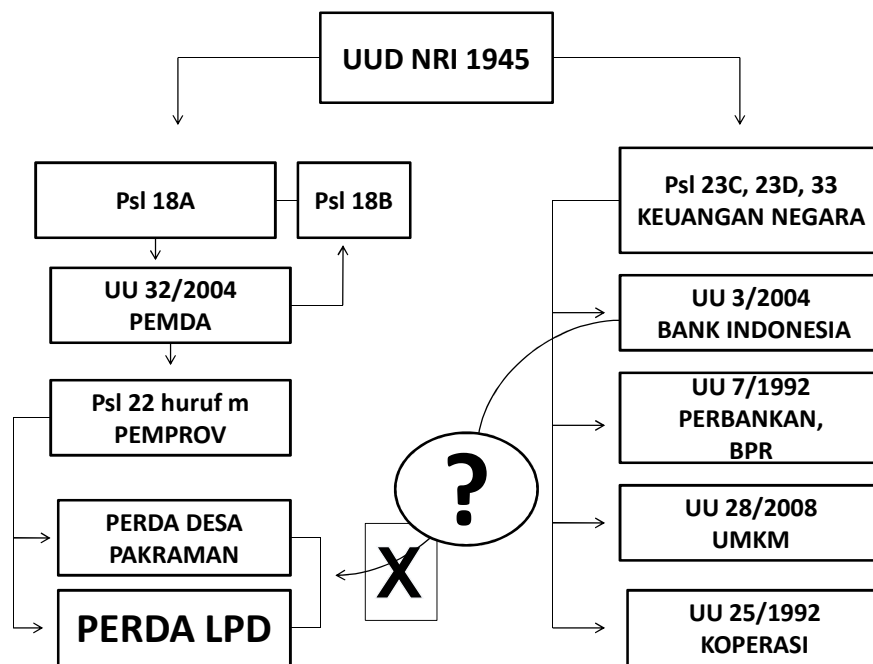 UUD NRI 1945
Psl 18A
Psl 18B
UU 32/2004
PEMDA
Psl 22 huruf m
PEMPROV
PERDA DESA
PAKRAMAN
PERDA LPD
?
X
Psl 23C, 23D, 33
KEUANGAN NEGARA
UU 3/2004
BANK INDONESIA
UU 7/1992
PERBANKAN,
BPR
UU 28/2008
UMKM
UU 25/1992
KOPERASI